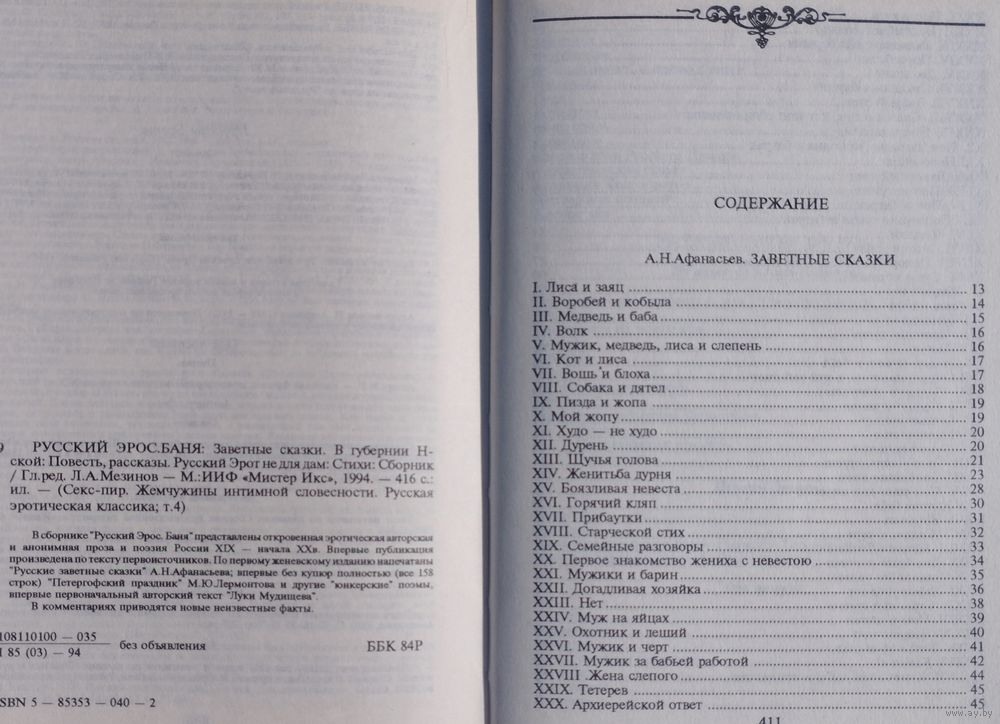 9 РУССКИЙ ЭРОС.БАНЯ: Заветные сказки. В губернии Н-
ской: Повесть, рассказы. Русский Эрот не для дам: Стихи: Сборник
/ Гл.ред. Л.А.Мезинов — М.:ИИФ «Мистер Икс», 1994. — 416 с.:
ил. — (Секс-пир. Жемчужины интимной словесности. Русская
эротическая классика; т.4)
В сборнике "Русский Эрос. Баня" представлены откровенная эротическая авторская
и анонимная проза и поэзия России XIX — начала XXв. Впервые публикация
произведена по тексту первоисточников. По первому женевскому изданию напечатаны
"Русские заветные сказки" А.Н.Афанасьева; впервые без купюр полностью (все 158
строк) "Петергофский праздник" М.Ю.Лермонтова и другие "юнкерские" поэмы,
впервые первоначальный авторский текст "Луки Мудищева".
В комментариях приводятся новые неизвестные факты.
108110100 — 035
85 (03) — 94
без объявления
ББК 84Р
SBN 5 — 85353 — 040 — 2
СОДЕРЖАНИЕ
А.Н.Афанасьев. ЗАВЕТНЫЕ СКАЗКИ
I. Лиса и заяц 13
II. Воробей и кобыла 14
III. Медведь и баба 15
IV. Волк 16
V. Мужик, медведь, лиса и слепень 16
VI. Кот и лиса 17
VII. Вошь и блоха 17
VIII. Собака и дятел 18
IX. Пизда и жопа 19
X. Мой жопу 19
XI. Худо — не худо 20
XII. Дурень 20
XIII. Щучья голова 21
XIV. Женитьба дурня 23
XV. Боязливая невеста 28
XVI. Горячий кляп 30
XVII. Прибаутки 31
XVIII. Старческой стих 32
XIX. Семейные разговоры 33
XX. Первое знакомство жениха с невестою 34
XXI. Мужики и барин 35
XXII. Догадливая хозяйка 36
XXIII. Нет 38
XXIV. Муж на яйцах 39
XXV. Охотник и леший 40
XXVI. Мужик и черт 41
XXVII. Мужик за бабьей работой 42
XXVIII .Жена слепого 44
XXIX. Тетерев 45
XXX. Архиерейской ответ 45
411
www.ay.by